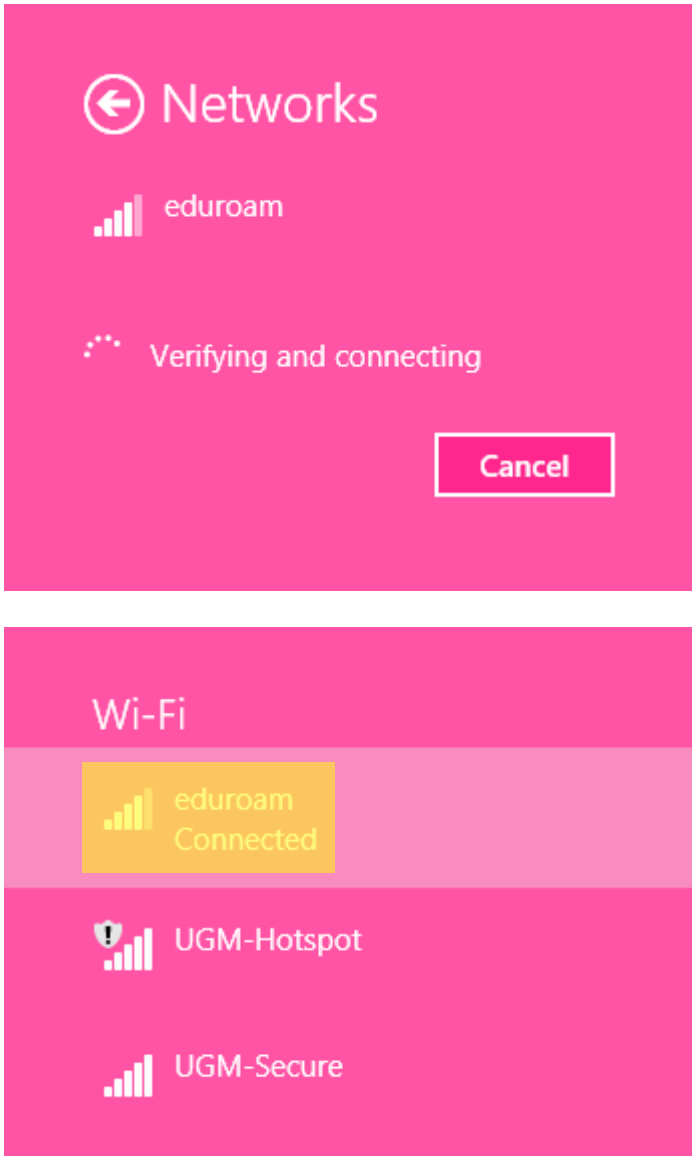 Networks
eduroam
Verifying and connecting
Cancel
Wi-Fi
eduroam
Connected
UGM-Hotspot
UGM-Secure